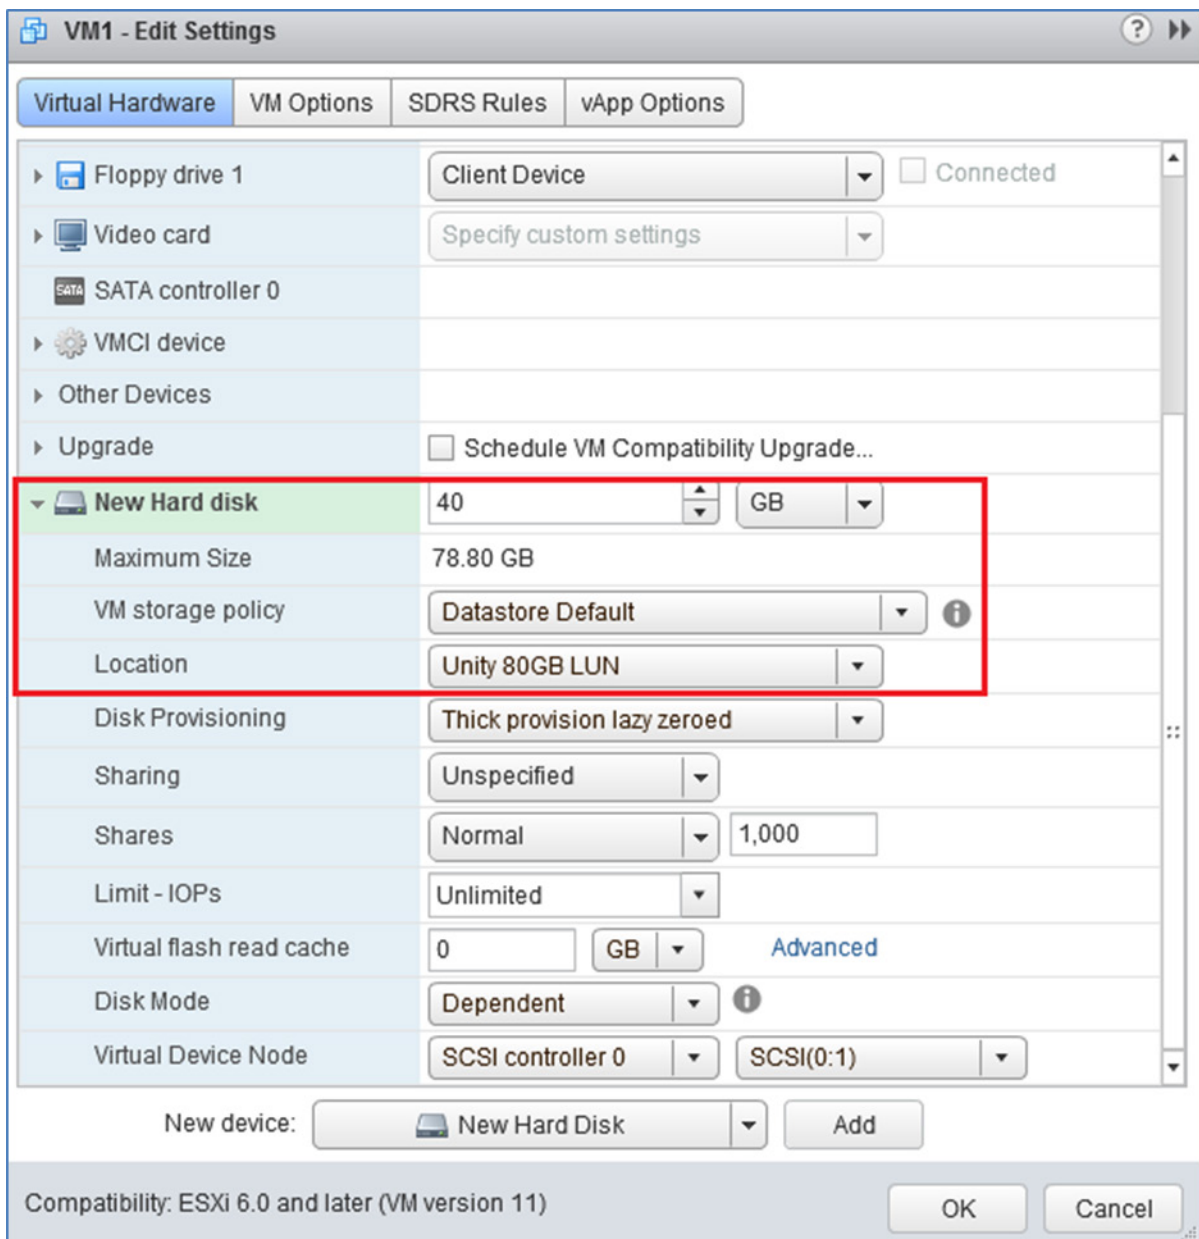 VM1 - Edit Settings ?
Virtual Hardware VM Options SDRS Rules vApp Options
Floppy drive 1 Client Device Connected
Video card Specify custom settings
SATA SATA controller 0
VMCI device
Other Devices
Upgrade Schedule VM Compatibility Upgrade...
New Hard disk 40 GB
Maximum Size 78.80 GB
VM storage policy Datastore Default i
Location Unity 80GB LUN
Disk Provisioning Thick provision lazy zeroed
Sharing Unspecified
Shares Normal 1,000
Limit - IOPs Unlimited
Virtual flash read cache 0 GB Advanced
Disk Mode Dependent i
Virtual Device Node SCSI controller 0 SCSI(0:1)
New device: New Hard Disk Add
Compatibility: ESXi 6.0 and later (VM version 11) OK Cancel